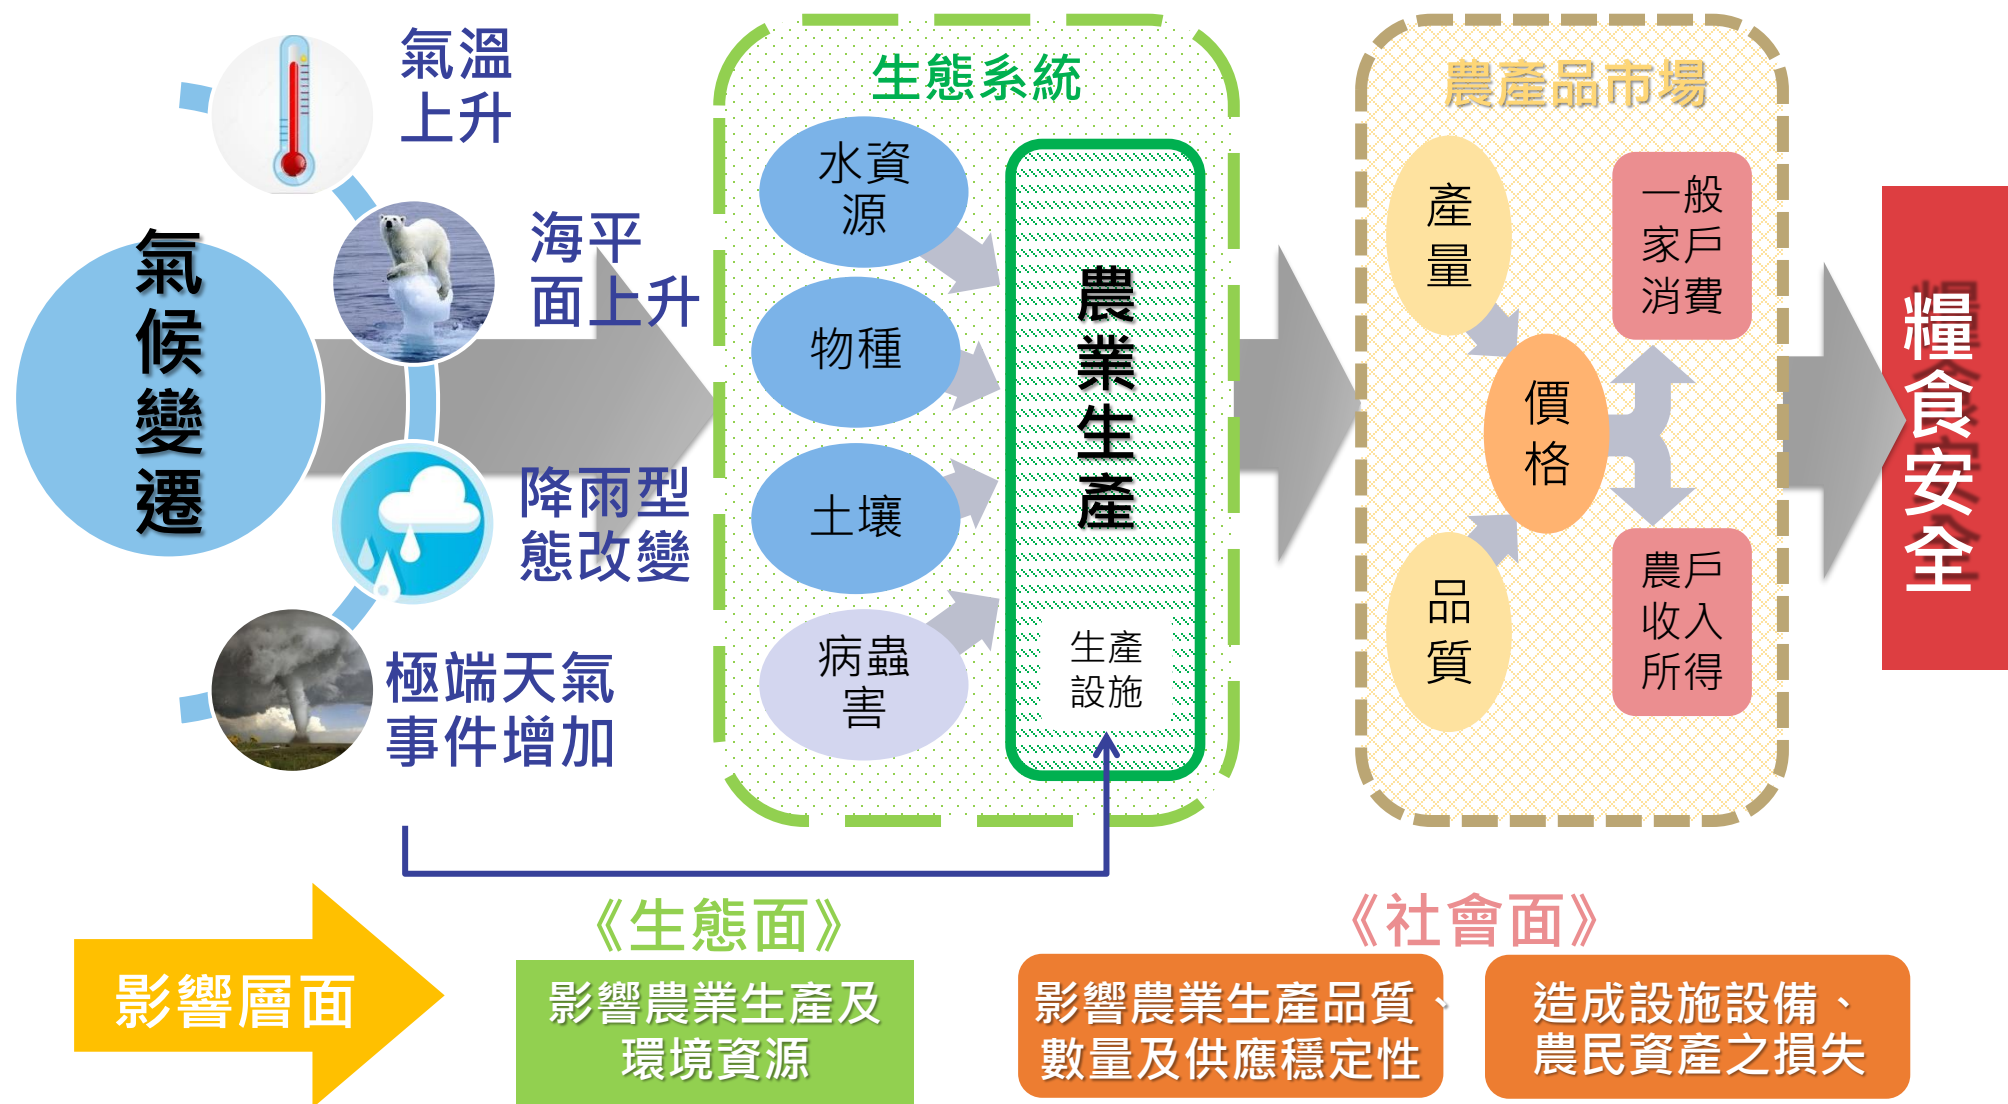 氣候變遷
氣溫
上升
海平
面上升
降雨型
態改變
極端天氣
事件增加
生態系統
水資
源
物種
土壤
病蟲
害
農業生產
生產
設施
農產品市場
產
量
品
質
價
格
一般
家戶
消費
農戶
收入
所得
糧食安全
影響層面
《生態面》
影響農業生產及
環境資源
《社會面》
影響農業生產品質、
數量及供應穩定性
造成設施設備、
農民資產之損失